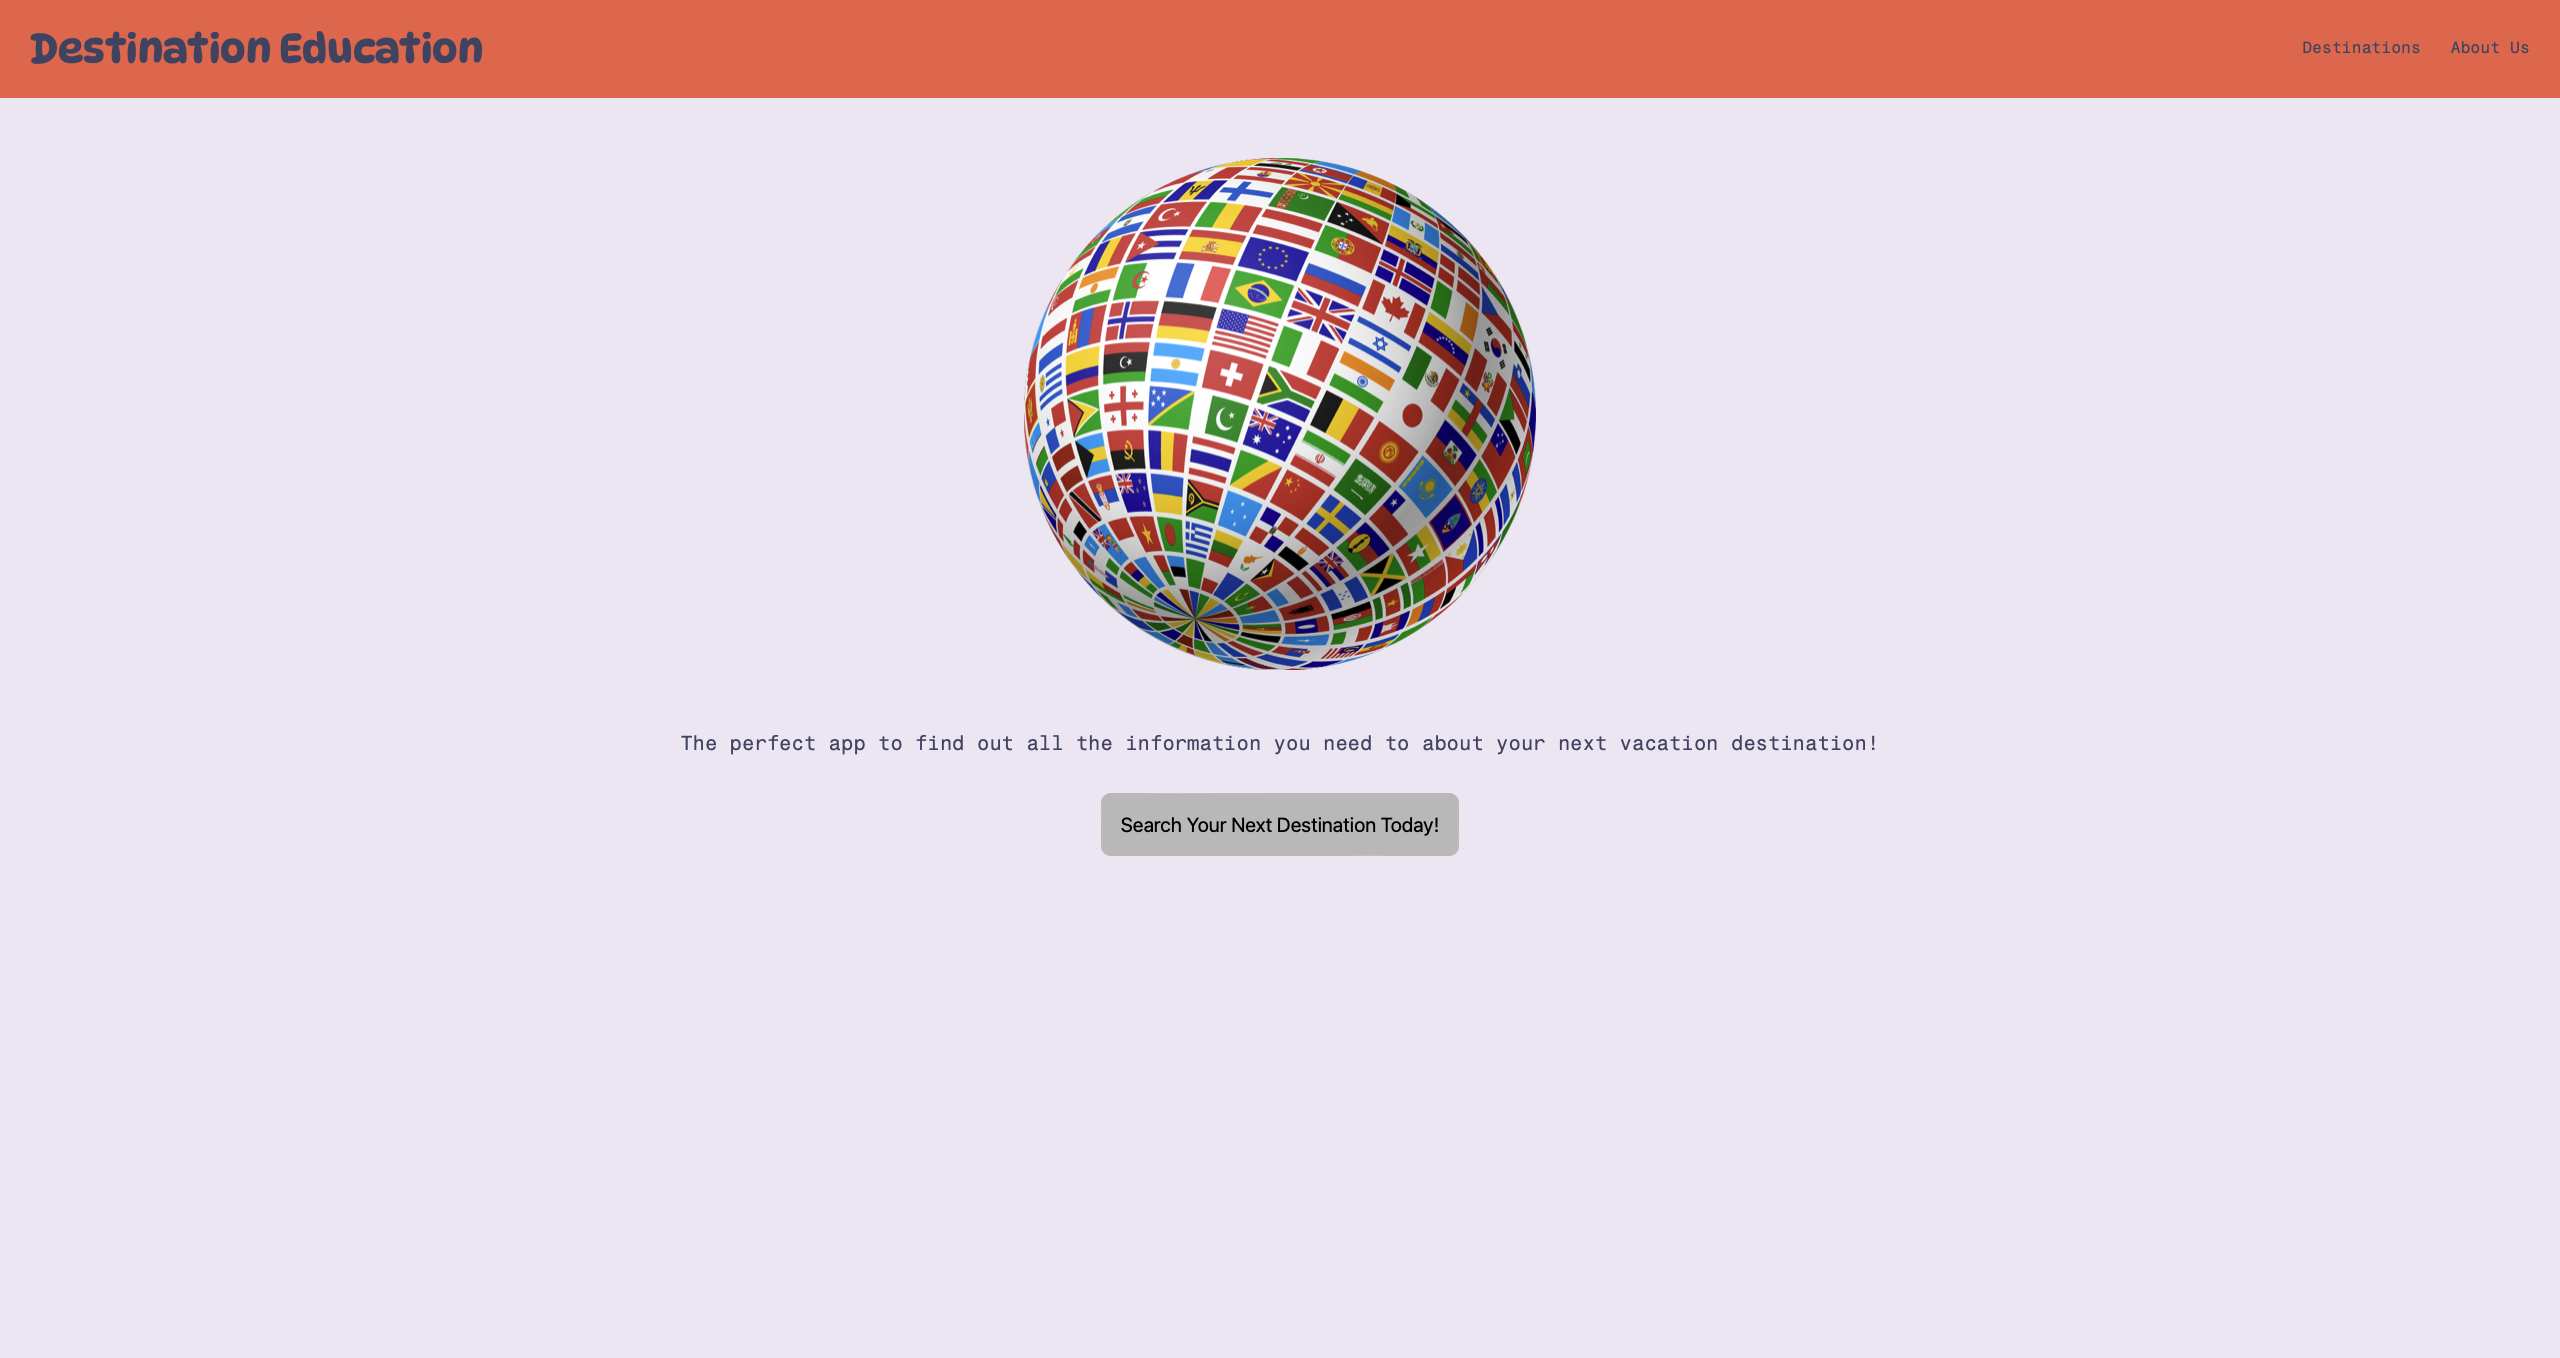 Destination Education
Destinations
About Us
The perfect app to find out all the information you need to about your next vacation destination!
Search Your Next Destination Today!